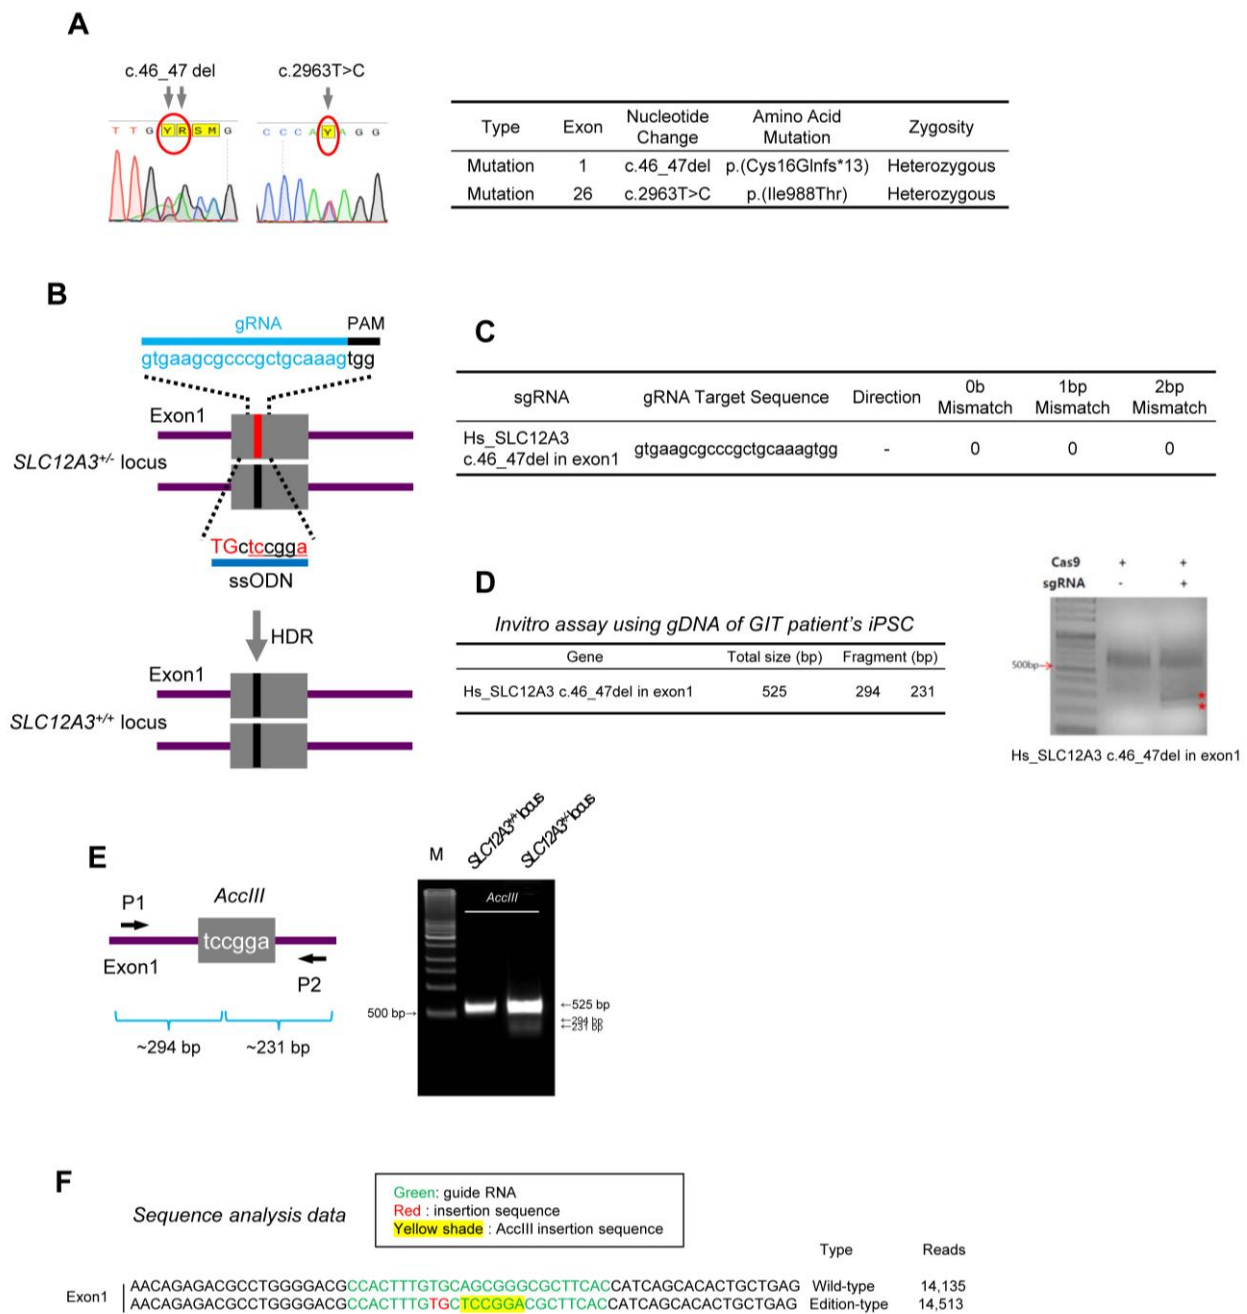 A
c.46_47 del
c.2963T>C
T T G Y R S M G
C C C A Y A G G
Type Exon Nucleotide Change Amino Acid Mutation Zygosity
Mutation 1 c.46_47del p.(Cys16Glnfs*13) Heterozygous
Mutation 26 c.2963T>C p.(Ile988Thr) Heterozygous
B
gRNA PAM
gtgaagcgcccgctgcaaagtgg
Exon1
SLC12A3+/- locus
TGctccgga
ssODN
HDR
Exon1
SLC12A3+/+ locus
C
sgRNA gRNA Target Sequence Direction 0b Mismatch 1bp Mismatch 2bp Mismatch
Hs_SLC12A3
c.46_47del in exon1 gtgaagcgcccgctgcaaagtgg - 0 0 0
D
Invitro assay using gDNA of GIT patient's iPSC
Gene Total size (bp) Fragment (bp)
Hs_SLC12A3 c.46_47del in exon1 525 294 231
Cas9 + +
sgRNA - +
500bp→
*
*
Hs_SLC12A3 c.46_47del in exon1
E
P1
AccIII
tccgga
Exon1
P2
~294 bp ~231 bp
M
SLC12A3+/+ locus
SLC12A3+/- locus
AccIII
500 bp→
←525 bp
←294 bp
←231 bp
F
Sequence analysis data
Green: guide RNA
Red : insertion sequence
Yellow shade : AccIII insertion sequence
Type Reads
Exon1
AACAGAGACGCCTGGGGACGCCACTTTGTGCAGCGGGCGCTTCACCATCAGCACACTGCTGAG Wild-type 14,135
AACAGAGACGCCTGGGGACGCCACTTTGTGCTCCGGACGCTTCACCATCAGCACACTGCTGAG Edition-type 14,513